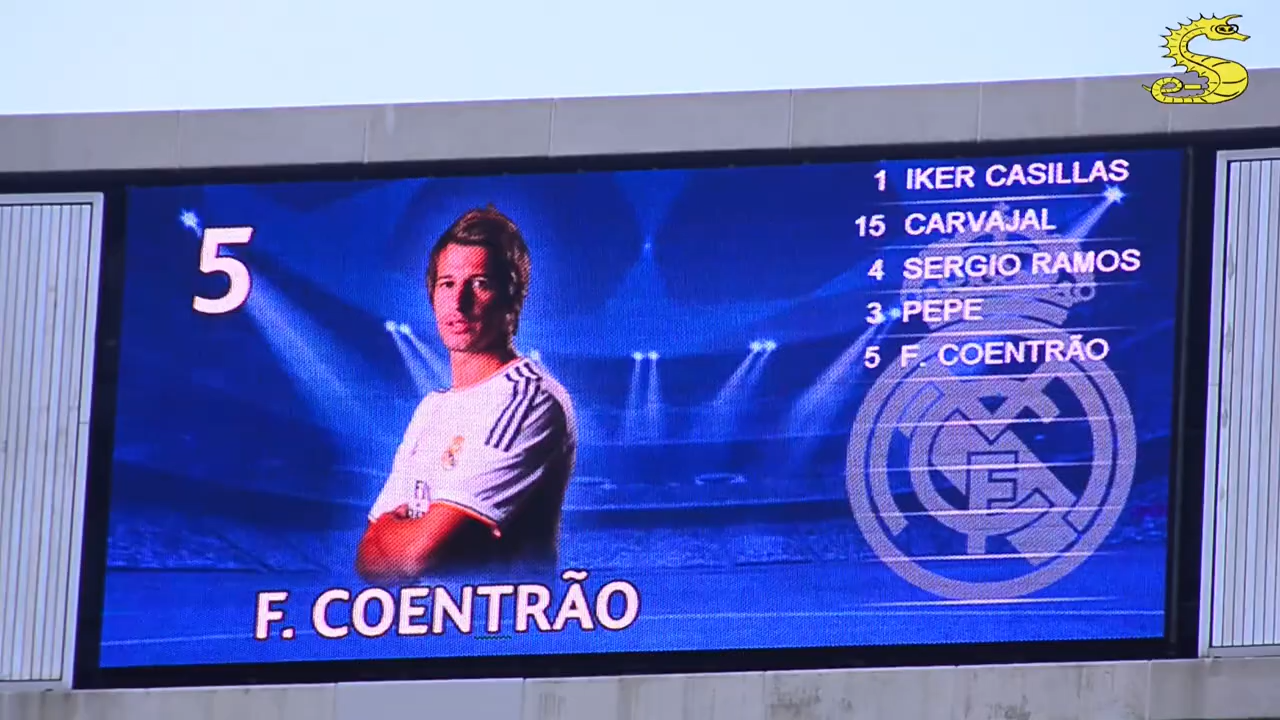 5
F. COENTRÃO
1 IKER CASILLAS
15 CARVAJAL
4 SERGIO RAMOS
3 PEPE
5 F. COENTRÃO